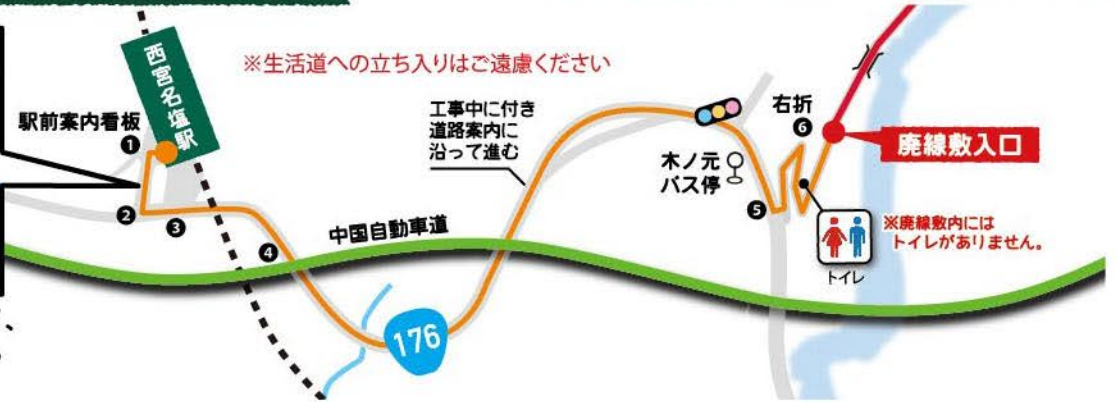 西宮名塩駅
※生活道への立ち入りはご遠慮ください
駅前案内看板
❶
❷
❸
❹
中国自動車道
176
工事中に付き
道路案内に
沿って進む
木ノ元
バス停
❺
右折
❻
廃線敷入口
トイレ
※廃線敷内には
トイレがありません。